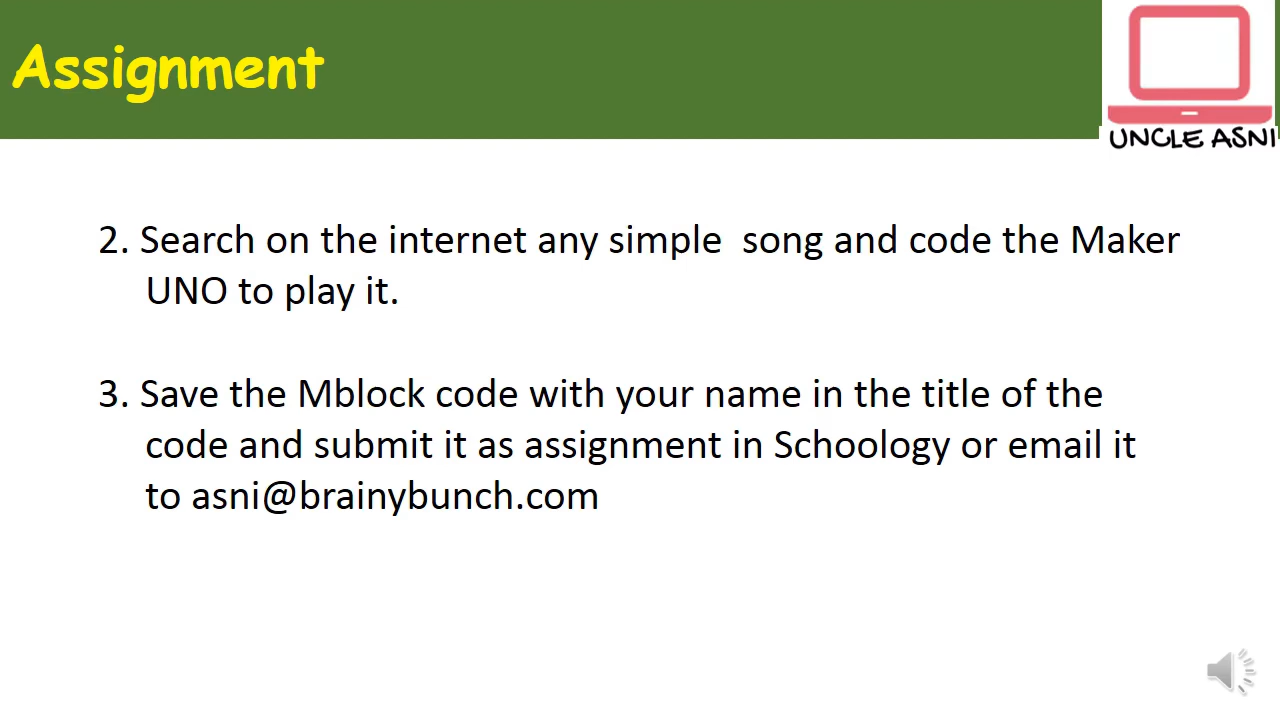 Assignment
UNCLE ASNI
2. Search on the internet any simple  song and code the Maker
UNO to play it.
3. Save the Mblock code with your name in the title of the
code and submit it as assignment in Schoology or email it
to asni@brainybunch.com